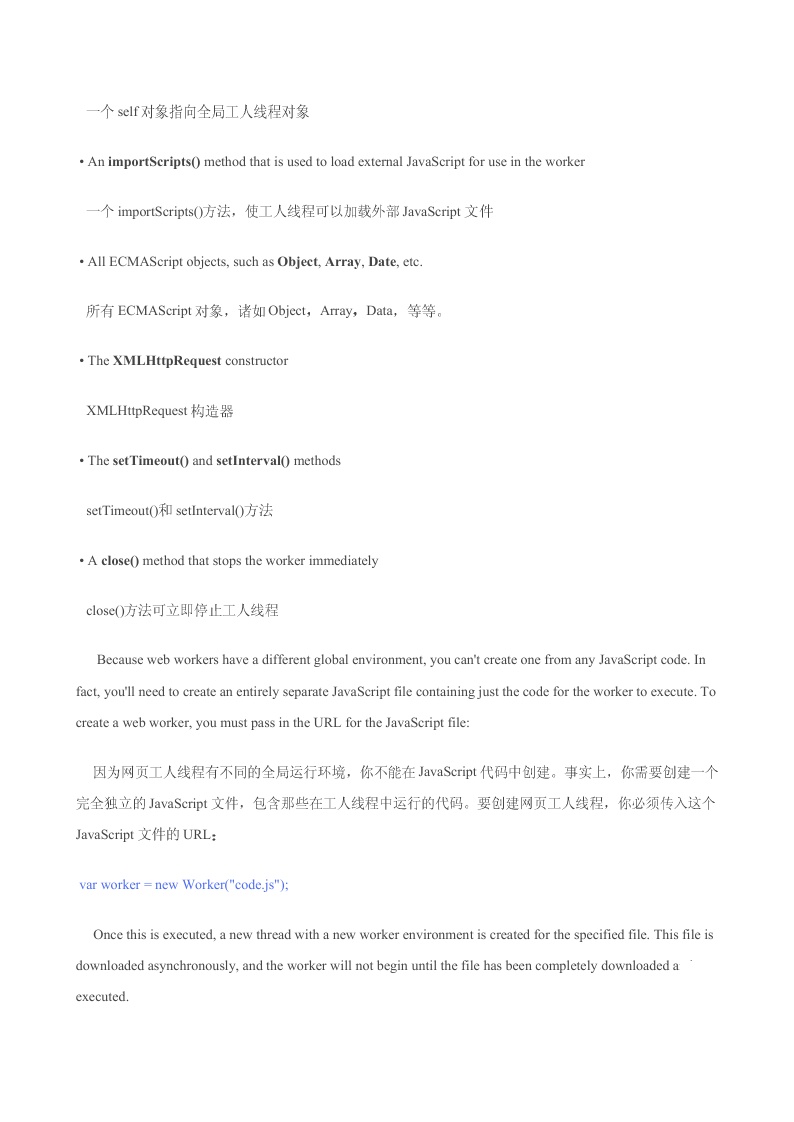 一个 self 对象指向全局工人线程对象
• An importScripts() method that is used to load external JavaScript for use in the worker
一个 importScripts()方法，使工人线程可以加载外部 JavaScript 文件
• All ECMAScript objects, such as Object, Array, Date, etc.
所有 ECMAScript 对象，诸如 Object，Array，Data，等等。
• The XMLHttpRequest constructor
XMLHttpRequest 构造器
• The setTimeout() and setInterval() methods
setTimeout()和 setInterval()方法
• A close() method that stops the worker immediately
close()方法可立即停止工人线程
Because web workers have a different global environment, you can't create one from any JavaScript code. In
fact, you'll need to create an entirely separate JavaScript file containing just the code for the worker to execute. To
create a web worker, you must pass in the URL for the JavaScript file:
因为网页工人线程有不同的全局运行环境，你不能在 JavaScript 代码中创建。事实上，你需要创建一个
完全独立的 JavaScript 文件，包含那些在工人线程中运行的代码。要创建网页工人线程，你必须传入这个
JavaScript 文件的 URL：
var worker = new Worker("code.js");
Once this is executed, a new thread with a new worker environment is created for the specified file. This file is
downloaded asynchronously, and the worker will not begin until the file has been completely downloaded a
executed.